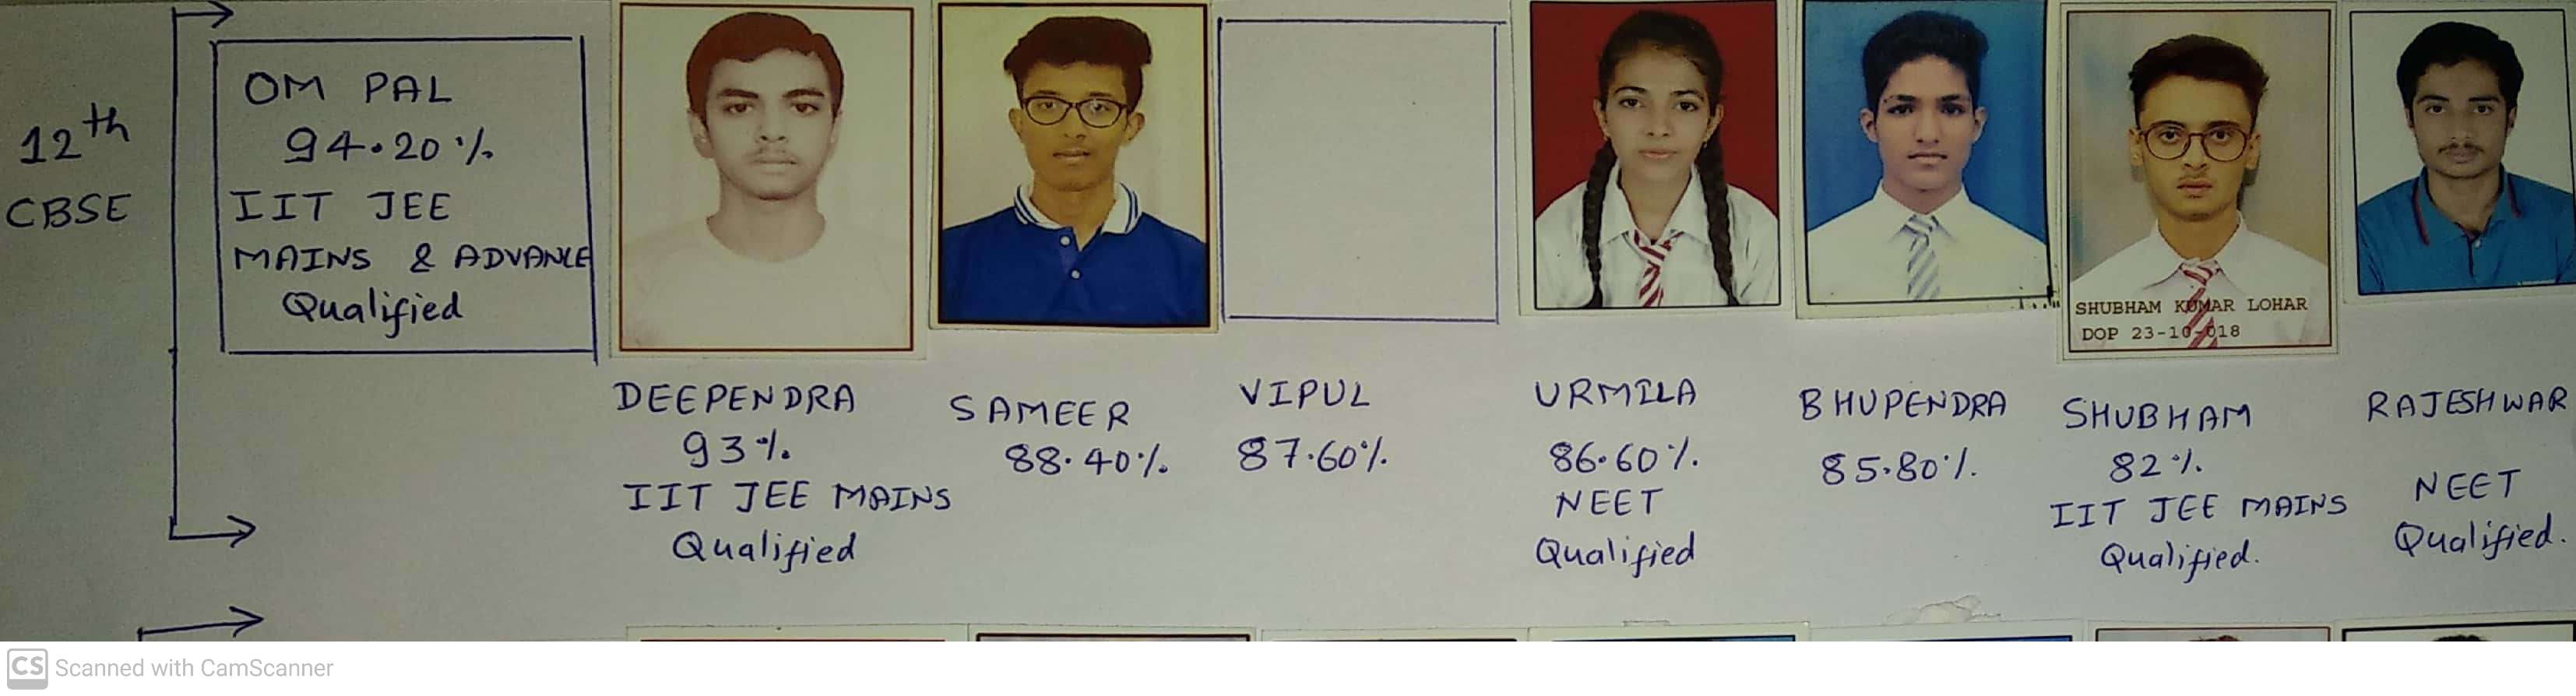 12th
CBSE
OM PAL
94.20%
IIT JEE
MAINS & ADVANCE
Qualified
DEEPENDRA
93%
IIT JEE MAINS
Qualified
SAMEER
88.40%
VIPUL
87.60%
URMILA
86.60%
NEET
Qualified
BHUPENDRA
85.80%
SHUBHAM KUMAR LOHAR
DOP 23-10-018
SHUBHAM
82%
IIT JEE MAINS
Qualified.
RAJESHWAR
NEET
Qualified.
CS Scanned with CamScanner